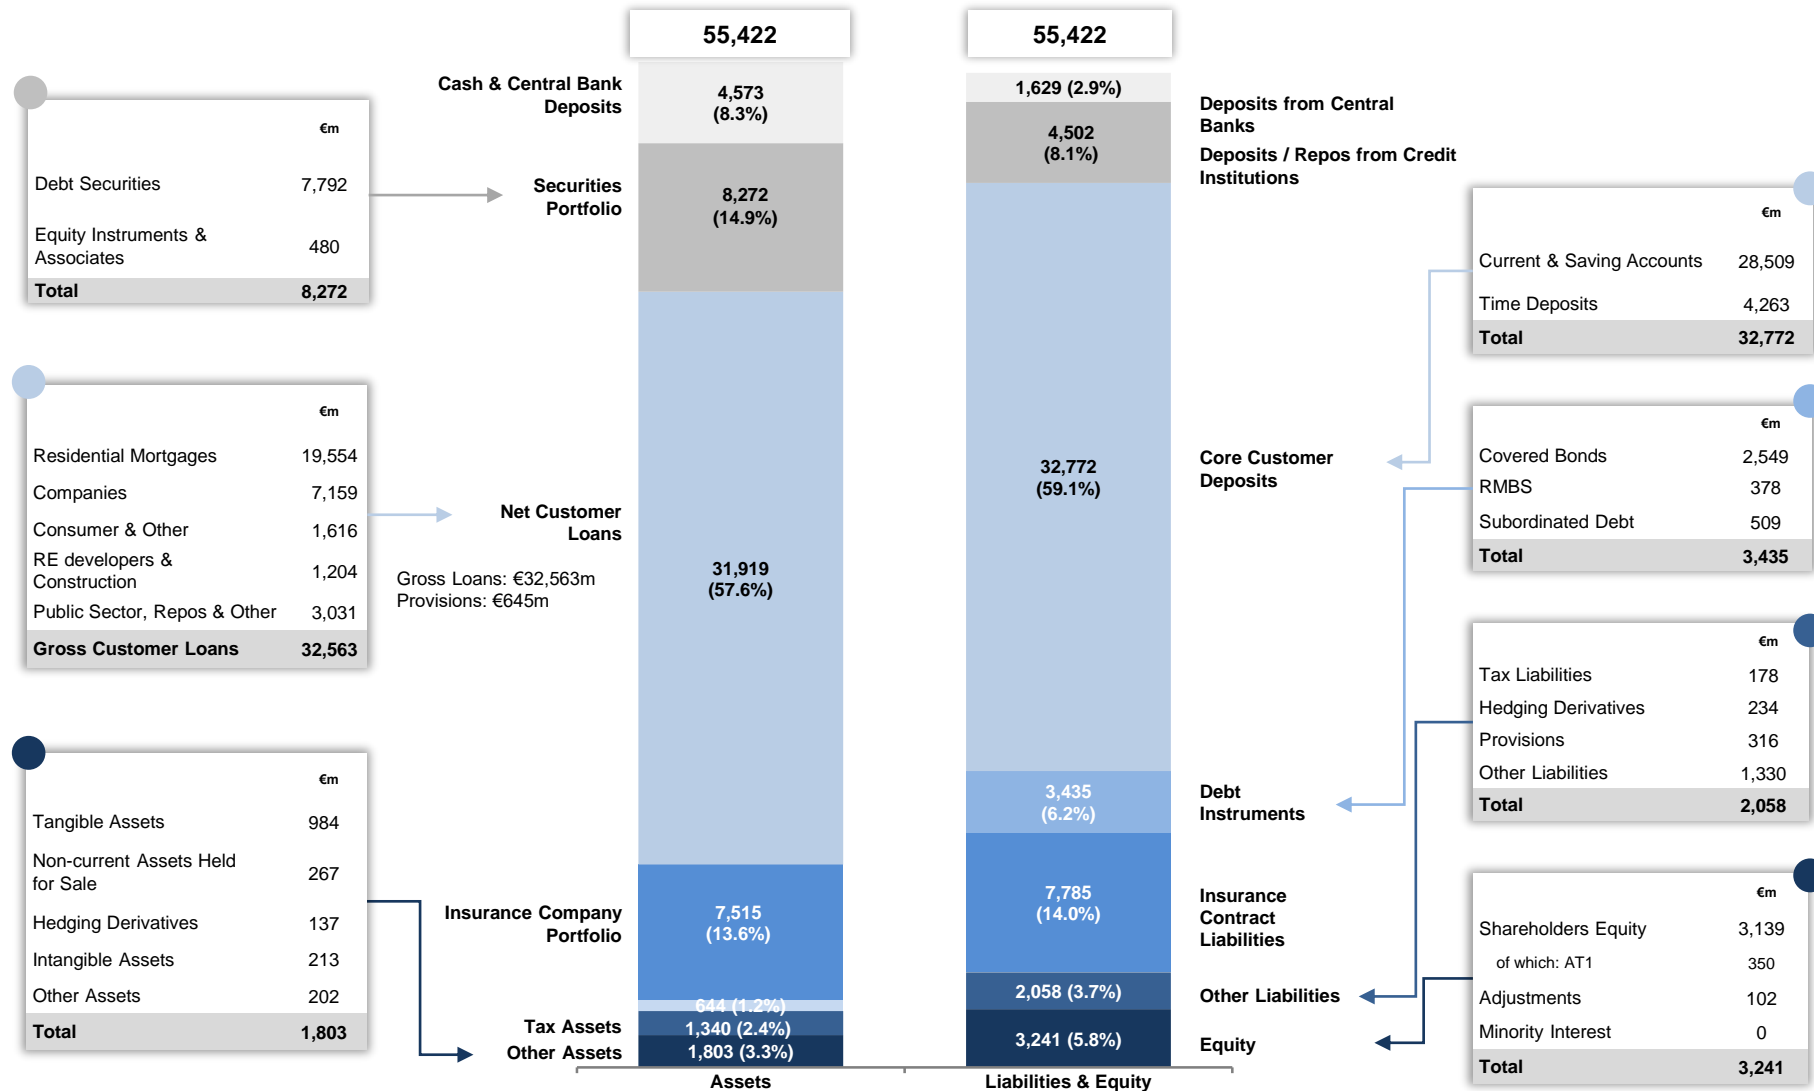 55,422
55,422
Cash & Central Bank
Deposits
4,573
(8.3%)
1,629 (2.9%)
Deposits from Central
Banks
4,502
(8.1%)
Deposits / Repos from Credit
Institutions
€m
Debt Securities 7,792
Equity Instruments &
Associates 480
Total 8,272
Securities
Portfolio
8,272
(14.9%)
€m
Current & Saving Accounts 28,509
Time Deposits 4,263
Total 32,772
€m
Residential Mortgages 19,554
Companies 7,159
Consumer & Other 1,616
RE developers &
Construction 1,204
Public Sector, Repos & Other 3,031
Gross Customer Loans 32,563
Net Customer
Loans
Gross Loans: €32,563m
Provisions: €645m
31,919
(57.6%)
32,772
(59.1%)
Core Customer
Deposits
€m
Covered Bonds 2,549
RMBS 378
Subordinated Debt 509
Total 3,435
€m
Tax Liabilities 178
Hedging Derivatives 234
Provisions 316
Other Liabilities 1,330
Total 2,058
3,435
(6.2%)
Debt
Instruments
€m
Tangible Assets 984
Non-current Assets Held
for Sale 267
Hedging Derivatives 137
Intangible Assets 213
Other Assets 202
Total 1,803
Insurance Company
Portfolio
7,515
(13.6%)
7,785
(14.0%)
Insurance
Contract
Liabilities
€m
Shareholders Equity 3,139
of which: AT1 350
Adjustments 102
Minority Interest 0
Total 3,241
644 (1.2%)
Tax Assets
1,340 (2.4%)
Other Assets
1,803 (3.3%)
2,058 (3.7%)
Other Liabilities
3,241 (5.8%)
Equity
Assets
Liabilities & Equity